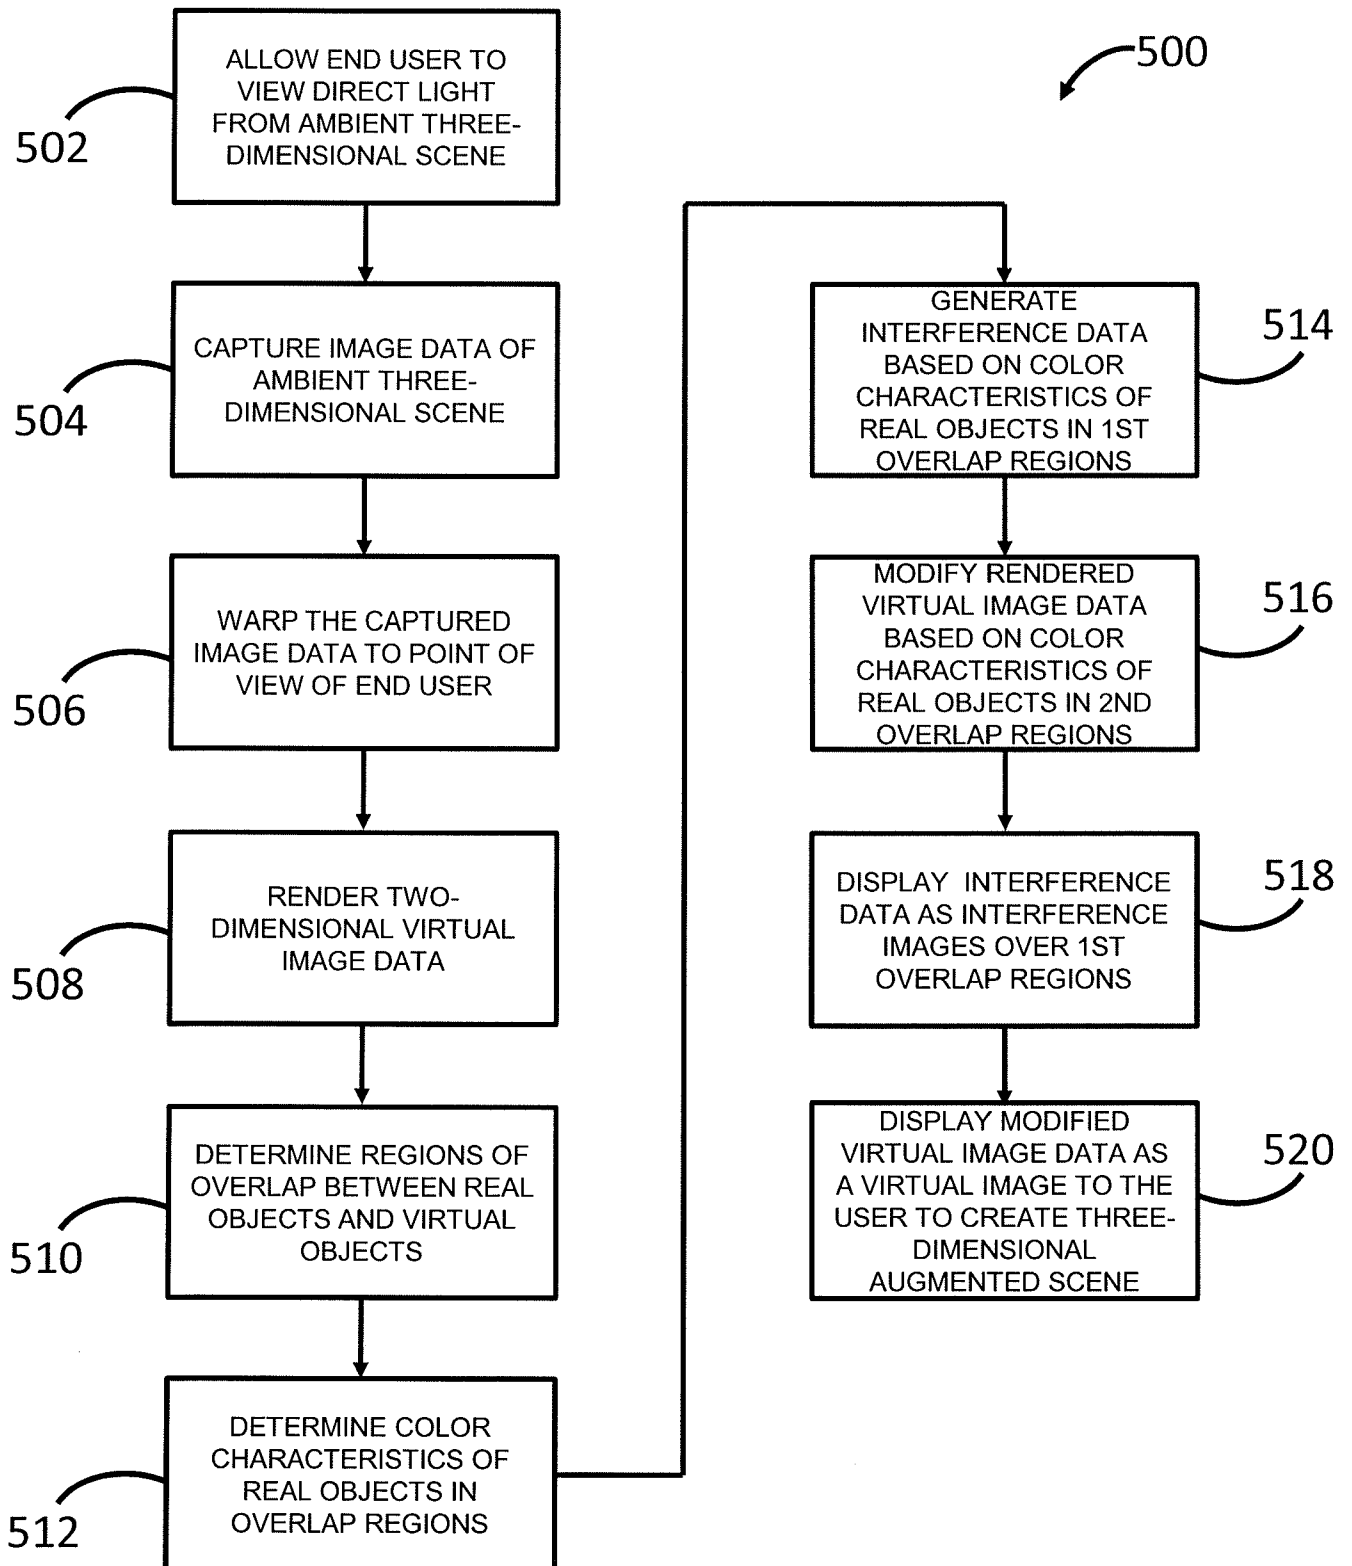 500
ALLOW END USER TO
VIEW DIRECT LIGHT
FROM AMBIENT THREE-
DIMENSIONAL SCENE
502
CAPTURE IMAGE DATA OF
AMBIENT THREE-
DIMENSIONAL SCENE
504
WARP THE CAPTURED
IMAGE DATA TO POINT OF
VIEW OF END USER
506
RENDER TWO-
DIMENSIONAL VIRTUAL
IMAGE DATA
508
DETERMINE REGIONS OF
OVERLAP BETWEEN REAL
OBJECTS AND VIRTUAL
OBJECTS
510
DETERMINE COLOR
CHARACTERISTICS OF
REAL OBJECTS IN
OVERLAP REGIONS
512
GENERATE
INTERFERENCE DATA
BASED ON COLOR
CHARACTERISTICS OF
REAL OBJECTS IN 1ST
OVERLAP REGIONS
514
MODIFY RENDERED
VIRTUAL IMAGE DATA
BASED ON COLOR
CHARACTERISTICS OF
REAL OBJECTS IN 2ND
OVERLAP REGIONS
516
DISPLAY INTERFERENCE
DATA AS INTERFERENCE
IMAGES OVER 1ST
OVERLAP REGIONS
518
DISPLAY MODIFIED
VIRTUAL IMAGE DATA AS
A VIRTUAL IMAGE TO THE
USER TO CREATE THREE-
DIMENSIONAL
AUGMENTED SCENE
520